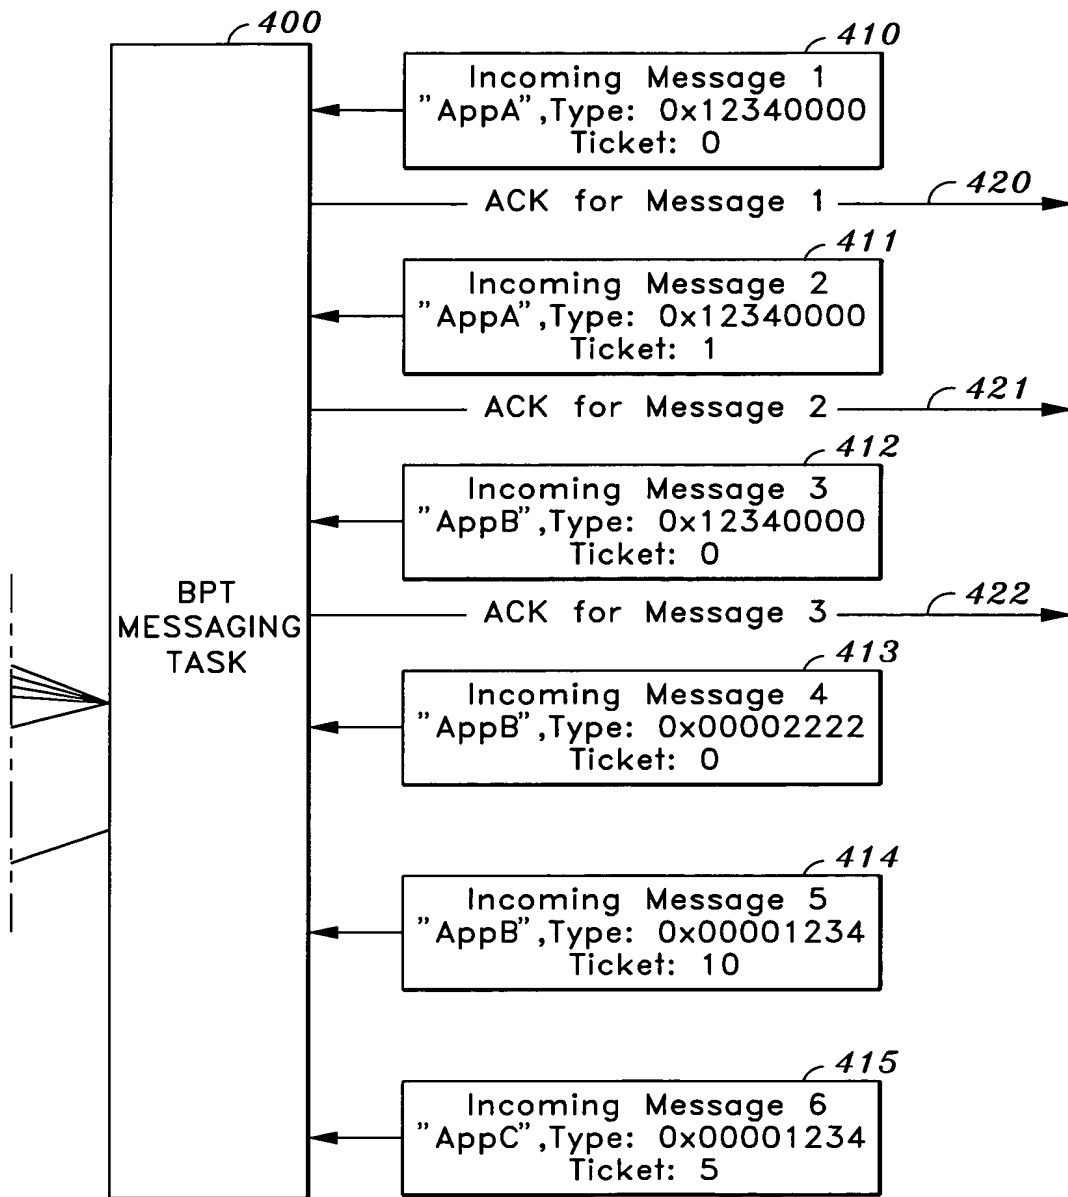 400
410
Incoming Message 1
"AppA",Type: 0x12340000
Ticket: 0
420
ACK for Message 1
411
Incoming Message 2
"AppA",Type: 0x12340000
Ticket: 1
421
ACK for Message 2
412
Incoming Message 3
"AppB",Type: 0x12340000
Ticket: 0
BPT
MESSAGING
TASK
422
ACK for Message 3
413
Incoming Message 4
"AppB",Type: 0x00002222
Ticket: 0
414
Incoming Message 5
"AppB",Type: 0x00001234
Ticket: 10
415
Incoming Message 6
"AppC",Type: 0x00001234
Ticket: 5